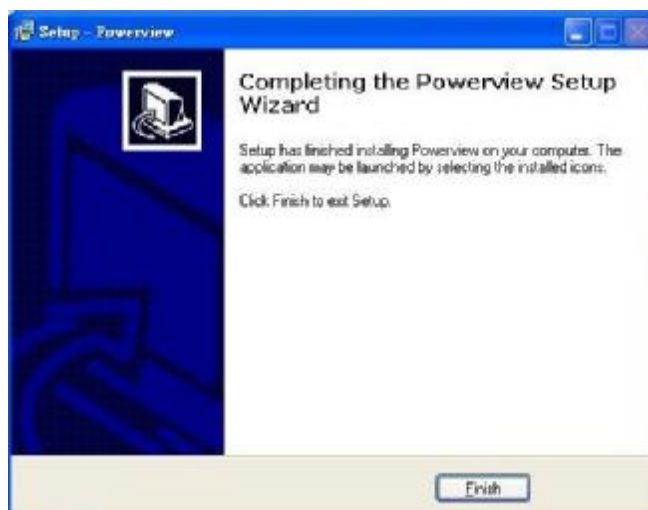 Setup - Powerview
Completing the Powerview Setup
Wizard
Setup has finished installing Powerview on your computer. The
application may be launched by selecting the installed icons.
Click Finish to exit Setup.
Finish